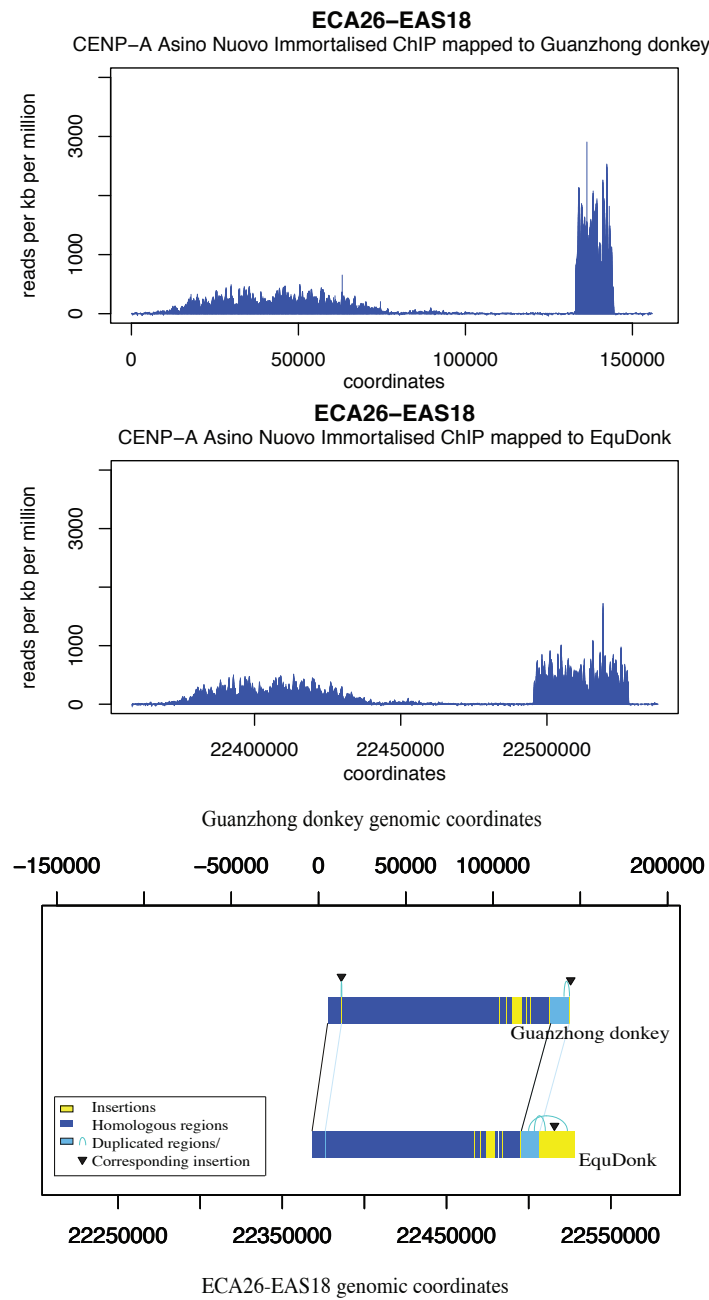 ECA26−EAS18
CENP−A Asino Nuovo Immortalised ChIP mapped to Guanzhong donkey
reads per kb per million
3000
1000
0
0 50000 100000 150000
coordinates
ECA26−EAS18
CENP−A Asino Nuovo Immortalised ChIP mapped to EquDonk
reads per kb per million
3000
1000
0
22400000 22450000 22500000
coordinates
Guanzhong donkey genomic coordinates
−150000 −50000 0 50000 100000 200000
Guanzhong donkey
Insertions
Homologous regions
Duplicated regions/
Corresponding insertion
EquDonk
22250000 22350000 22450000 22550000
ECA26-EAS18 genomic coordinates